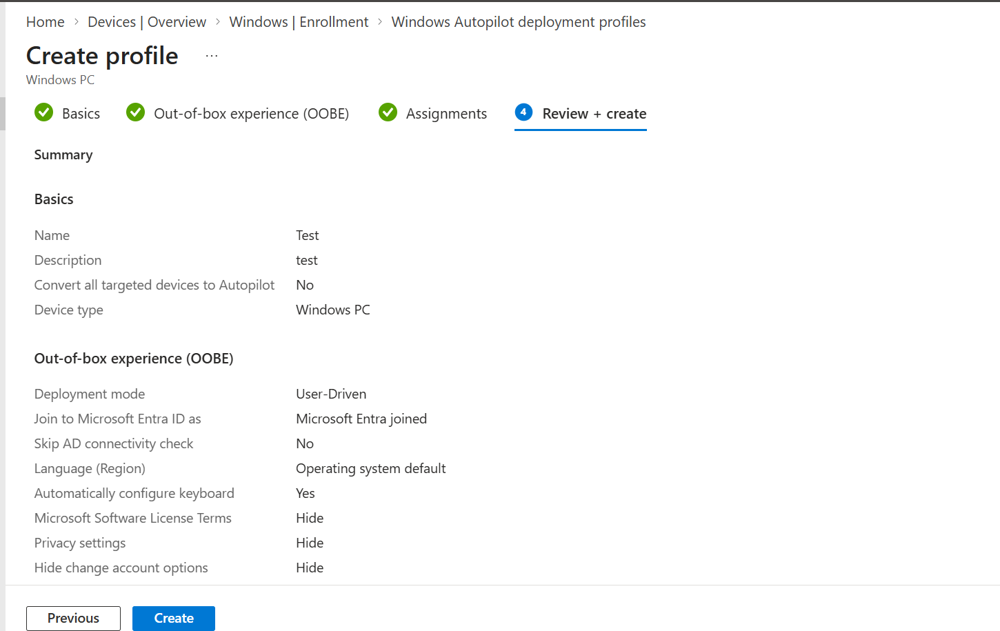 Home > Devices | Overview > Windows | Enrollment > Windows Autopilot deployment profiles
Create profile ...
Windows PC
Basics Out-of-box experience (OOBE) Assignments 4 Review + create
Summary
Basics
Name Test
Description test
Convert all targeted devices to Autopilot No
Device type Windows PC
Out-of-box experience (OOBE)
Deployment mode User-Driven
Join to Microsoft Entra ID as Microsoft Entra joined
Skip AD connectivity check No
Language (Region) Operating system default
Automatically configure keyboard Yes
Microsoft Software License Terms Hide
Privacy settings Hide
Hide change account options Hide
Previous Create